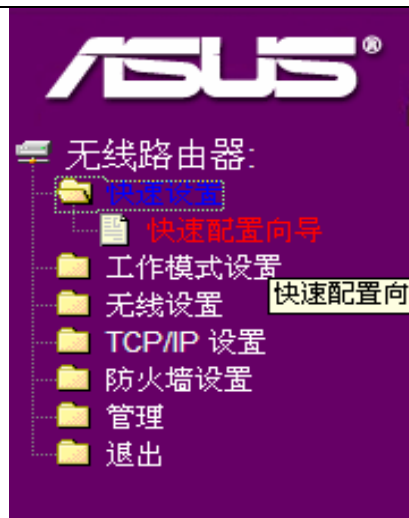 ASUS®
无线路由器:
快速设置
快速配置向导
工作模式设置
快速配置向
无线设置
TCP/IP 设置
防火墙设置
管理
退出